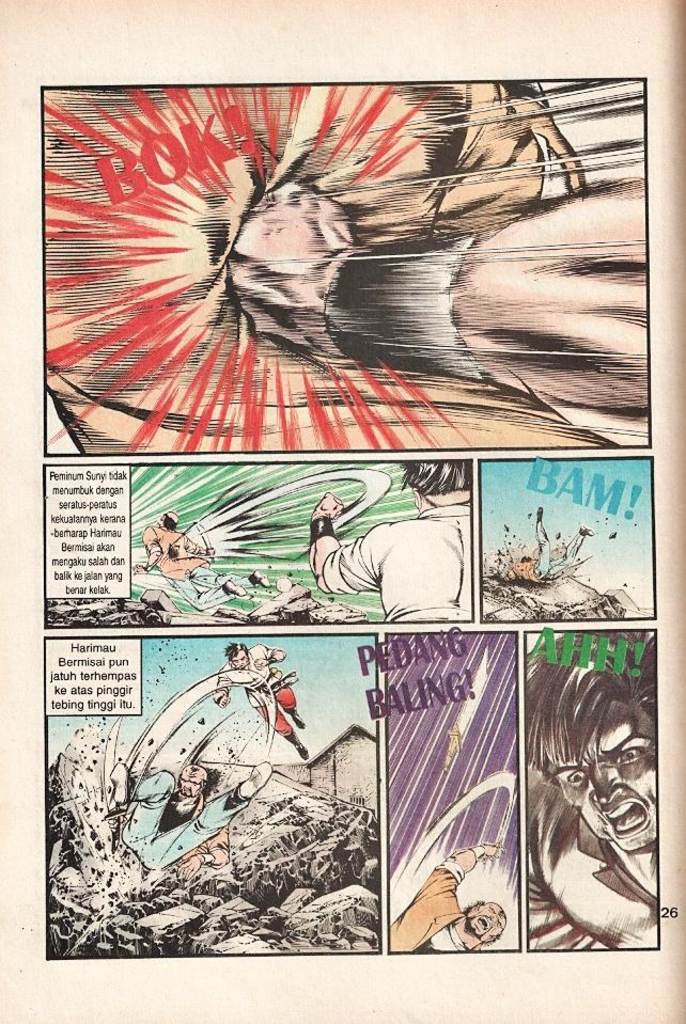 BOK!
Peminum Sunyi tidak
menumbuk dengan
seratus-peratus
kekuatannya kerana
-berharap Harimau
Bermisai akan
mengaku salah dan
balik ke jalan yang
benar kelak.
BAM!
Harimau
Bermisai pun
jatuh terhempas
ke atas pinggir
tebing tinggi itu.
PEDANG
BALING!
AHH!
26